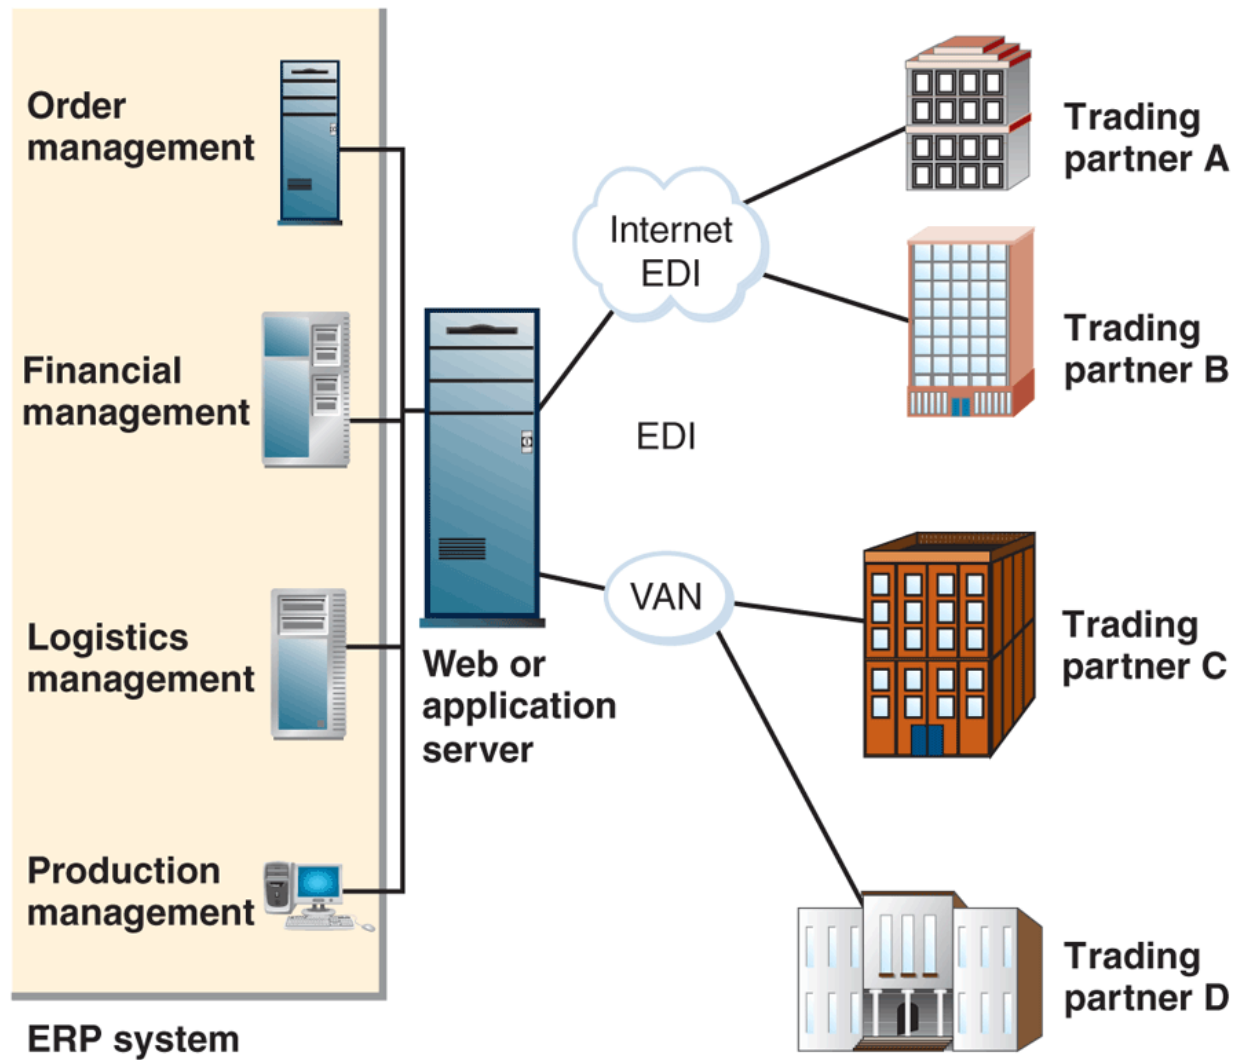 Order
management
Financial
management
Logistics
management
Production
management
ERP system
Web or
application
server
Internet
EDI
EDI
VAN
Trading
partner A
Trading
partner B
Trading
partner C
Trading
partner D